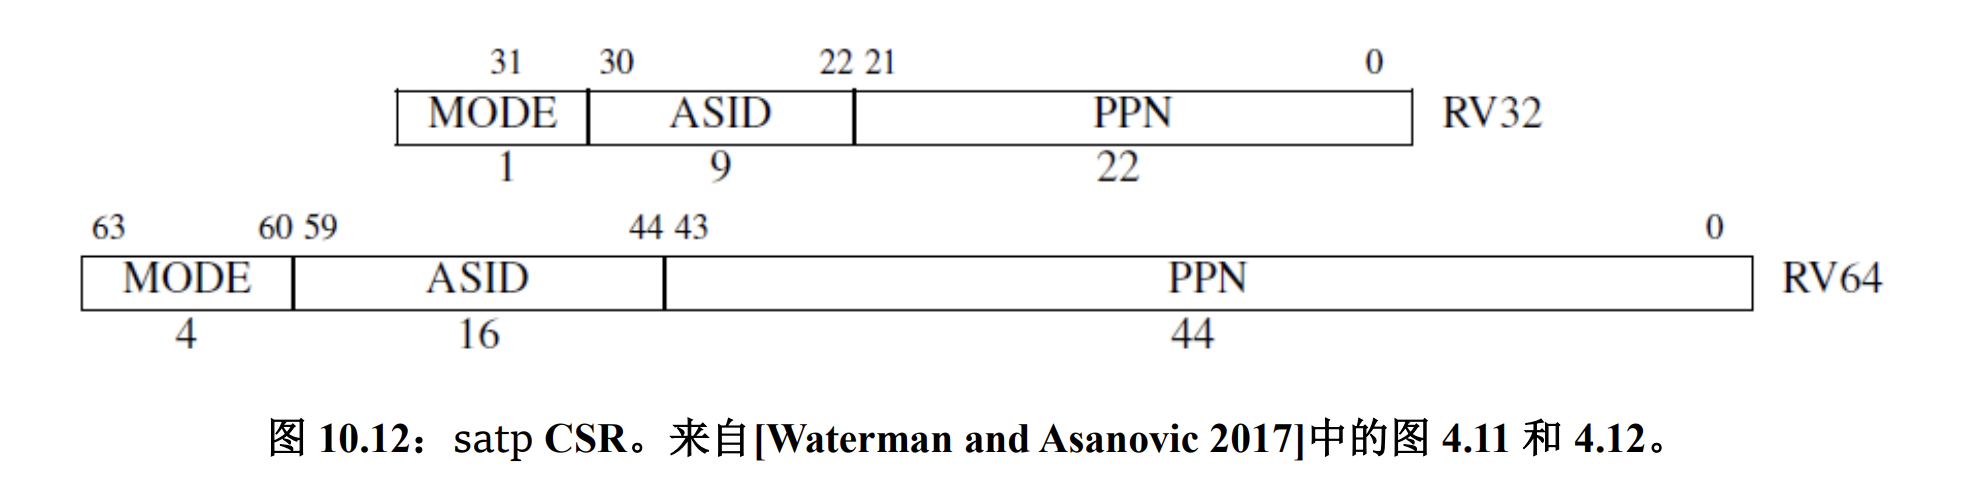 31 30 22 21 0
MODE ASID PPN RV32
1 9 22
63 60 59 44 43 0
MODE ASID PPN RV64
4 16 44
图 10.12：satp CSR。来自[Waterman and Asanovic 2017]中的图 4.11 和 4.12。